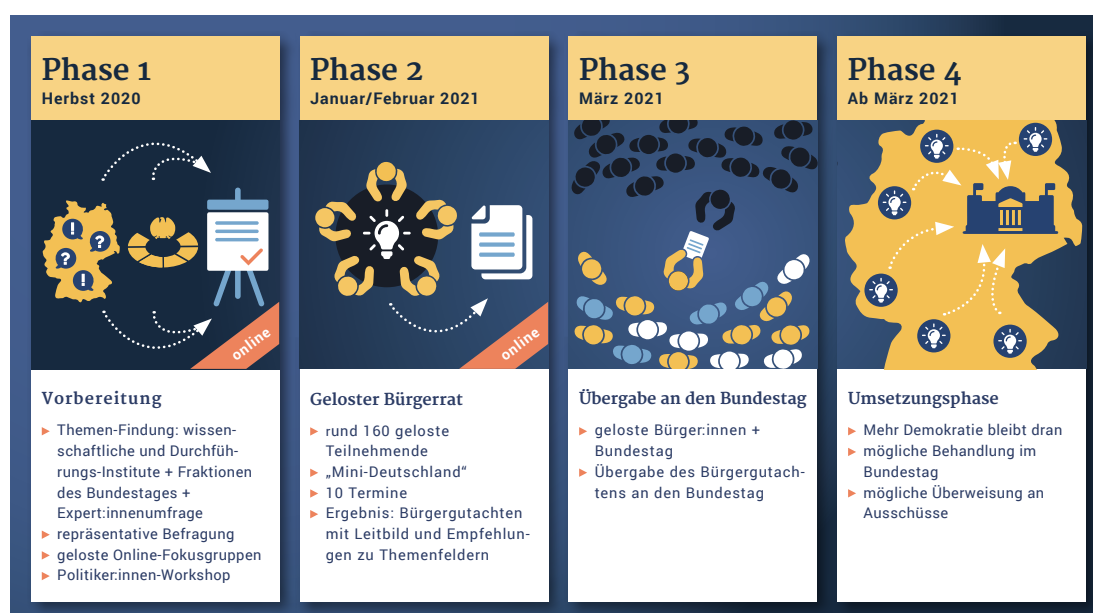 Phase 1
Herbst 2020
online
Vorbereitung
Themen-Findung: wissen-
schaftliche und Durchfüh-
rungs-Institute + Fraktionen
des Bundestages +
Expert:innenumfrage
repräsentative Befragung
geloste Online-Fokusgruppen
Politiker:innen-Workshop
Phase 2
Januar/Februar 2021
online
Geloster Bürgerrat
rund 160 geloste
Teilnehmende
„Mini-Deutschland“
10 Termine
Ergebnis: Bürgergutachten
mit Leitbild und Empfehlun-
gen zu Themenfeldern
Phase 3
März 2021
Übergabe an den Bundestag
geloste Bürger:innen +
Bundestag
Übergabe des Bürgergutach-
tens an den Bundestag
Phase 4
Ab März 2021
Umsetzungsphase
Mehr Demokratie bleibt dran
mögliche Behandlung im
Bundestag
mögliche Überweisung an
Ausschüsse